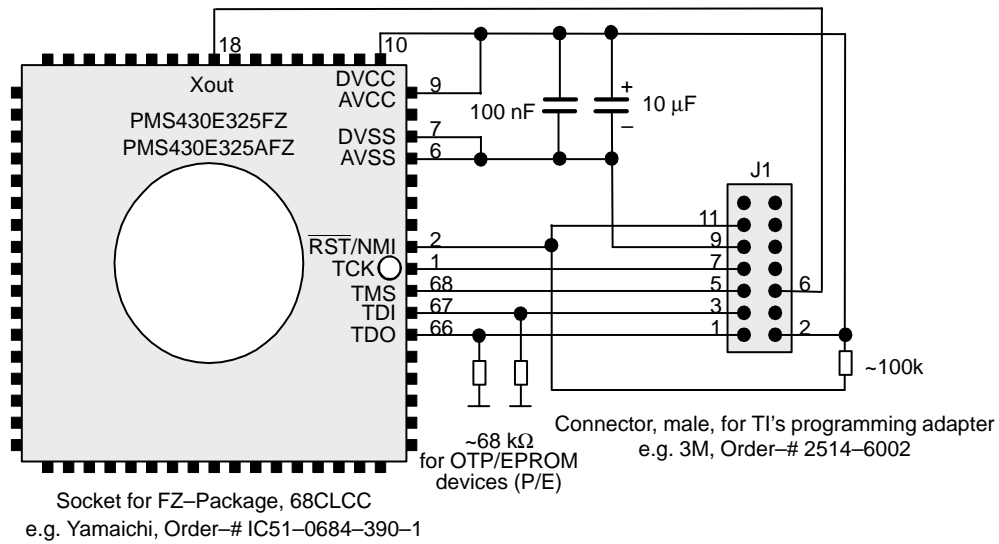 18
10
Xout
DVCC
AVCC
9
PMS430E325FZ
PMS430E325AFZ
100 nF
+
10 µF
–
DVSS
7
AVSS
6
J1
11
RST/NMI
2
9
TCK
1
7
TMS
68
5
6
TDI
67
3
TDO
66
1
2
~100k
~68 kΩ
for OTP/EPROM
devices (P/E)
Connector, male, for TI's programming adapter
e.g. 3M, Order–# 2514–6002
Socket for FZ–Package, 68CLCC
e.g. Yamaichi, Order–# IC51–0684–390–1